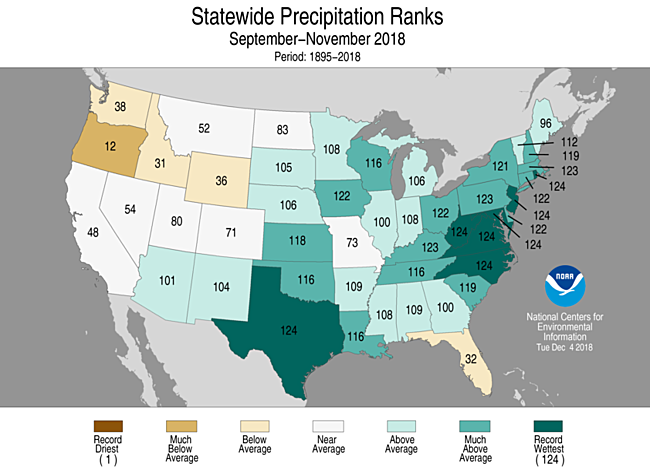 Statewide Precipitation Ranks
September-November 2018
Period: 1895-2018
38
52
83
108
96
12
31
36
105
116
106
121
112
119
123
124
122
124
122
124
106
122
100
108
122
123
48
54
80
71
118
73
123
124
124
101
104
116
109
116
124
119
124
116
108
109
100
32
NOAA
National Centers for
Environmental
Information
Tue Dec 4 2018
Record
Driest
(1)
Much
Below
Average
Below
Average
Near
Average
Above
Average
Much
Above
Average
Record
Wettest
(124)